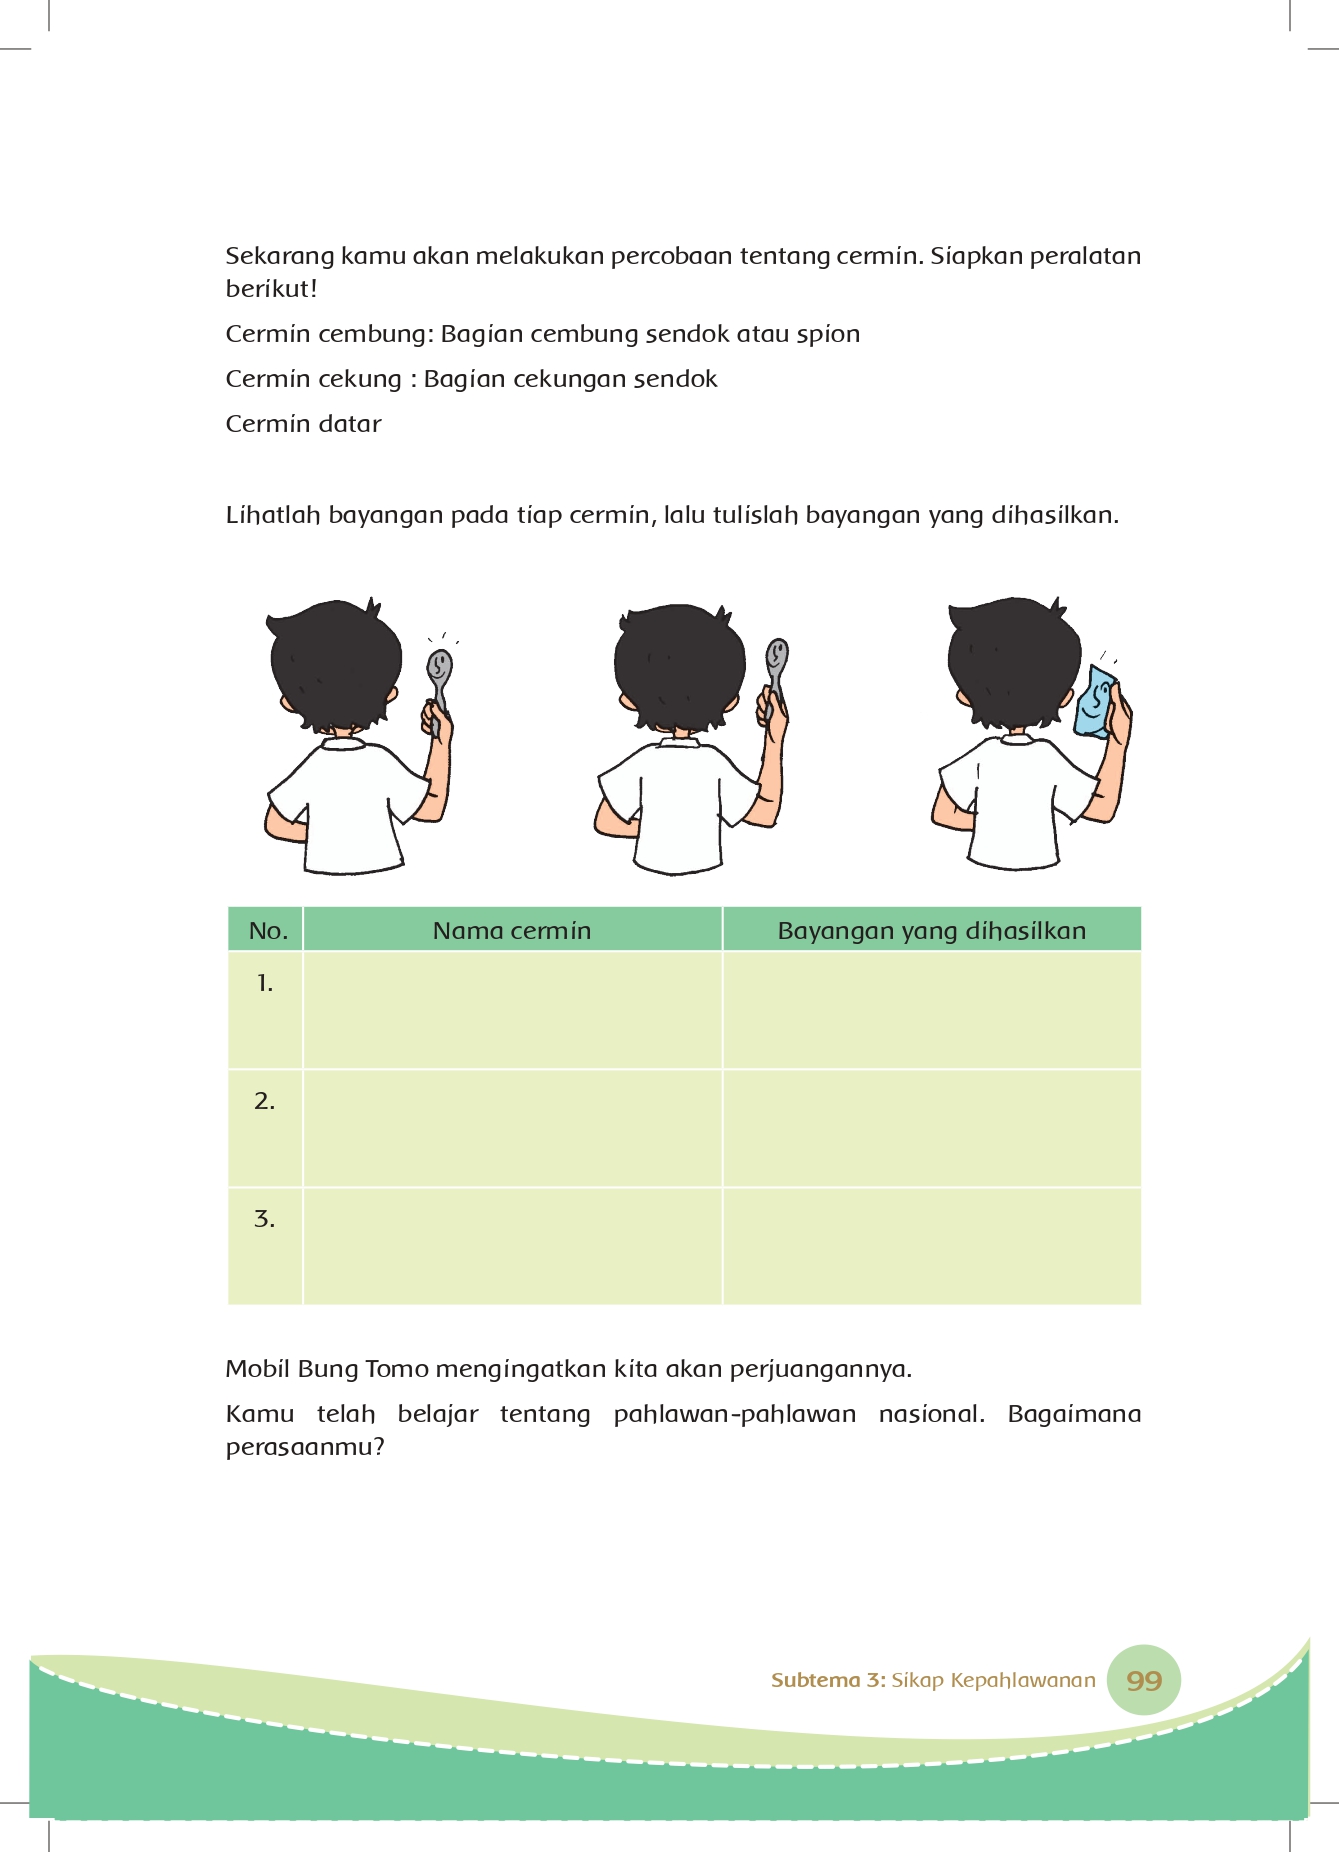 Sekarang kamu akan melakukan percobaan tentang cermin. Siapkan peralatan
berikut!
Cermin cembung: Bagian cembung sendok atau spion
Cermin cekung : Bagian cekungan sendok
Cermin datar
Lihatlah bayangan pada tiap cermin, lalu tulislah bayangan yang dihasilkan.
No. Nama cermin Bayangan yang dihasilkan
1.
2.
3.
Mobil Bung Tomo mengingatkan kita akan perjuangannya.
Kamu telah belajar tentang pahlawan-pahlawan nasional. Bagaimana
perasaanmu?
Subtema 3: Sikap Kepahlawanan 99